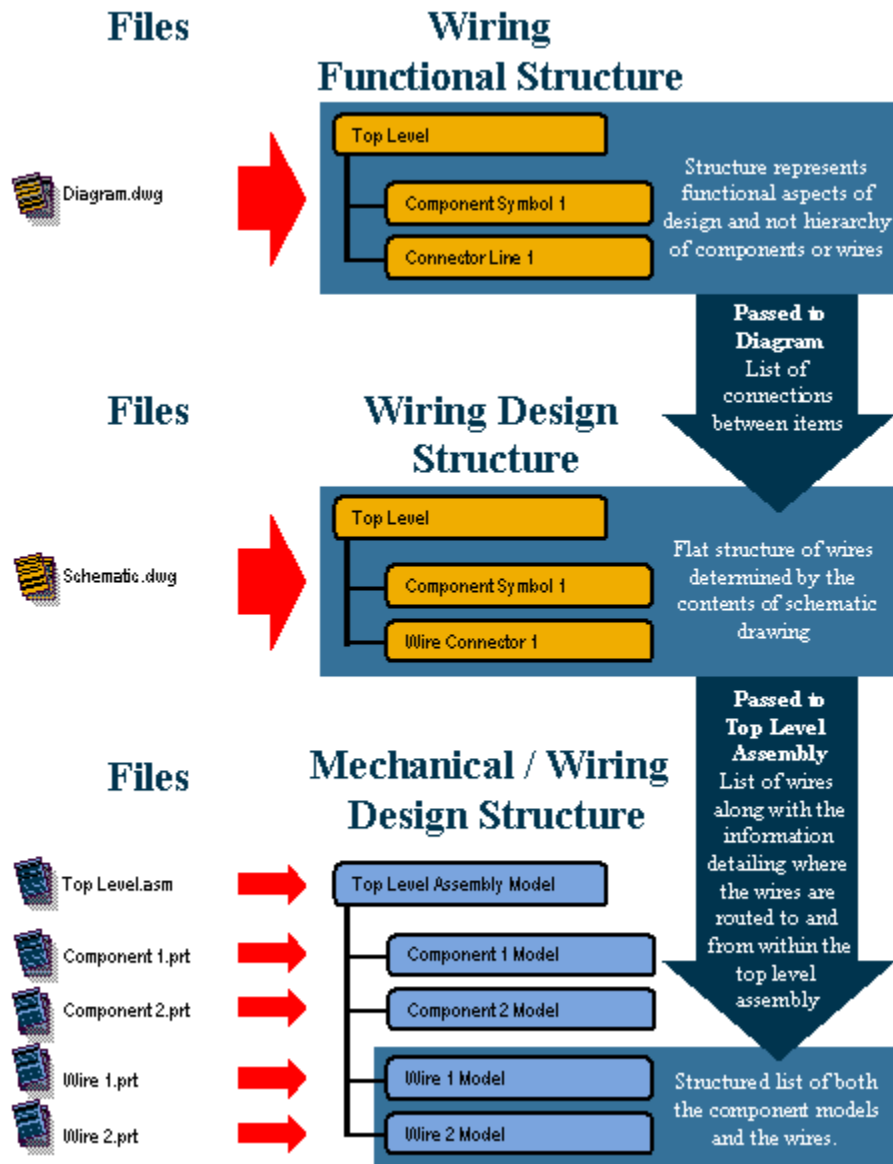 Files
Wiring
Functional Structure
Diagram.dwg
Top Level
Component Symbol 1
Connector Line 1
Structure represents
functional aspects of
design and not hierarchy
of components or wires
Passed to
Diagram
List of
connections
between items
Files
Wiring Design
Structure
Schematic.dwg
Top Level
Component Symbol 1
Wire Connector 1
Flat structure of wires
determined by the
contents of schematic
drawing
Passed to
Top Level
Assembly
List of wires
along with the
information
detailing where
the wires are
routed to and
from within the
top level
assembly
Files
Mechanical / Wiring
Design Structure
Top Level.asm
Top Level Assembly Model
Component 1.prt
Component 1 Model
Component 2.prt
Component 2 Model
Wire 1.prt
Wire 1 Model
Wire 2.prt
Wire 2 Model
Structured list of both
the component models
and the wires.